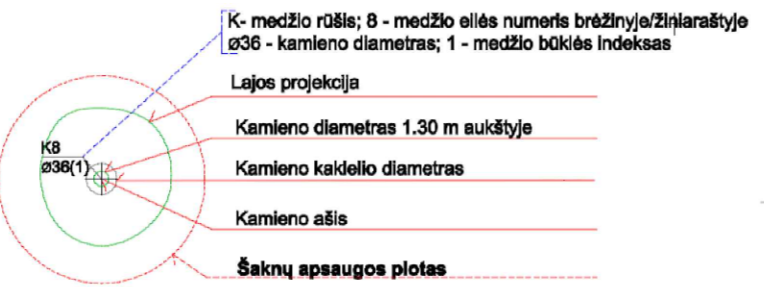 K- medžio rūšis; 8 - medžio eilės numeris brėžinyje/žiniaraštyje
ø36 - kamieno diametras; 1 - medžio būklės indeksas
Lajos projekcija
Kamieno diametras 1.30 m aukštyje
K8
ø36(1)
Kamieno kaklelio diametras
Kamieno ašis
Šaknų apsaugos plotas